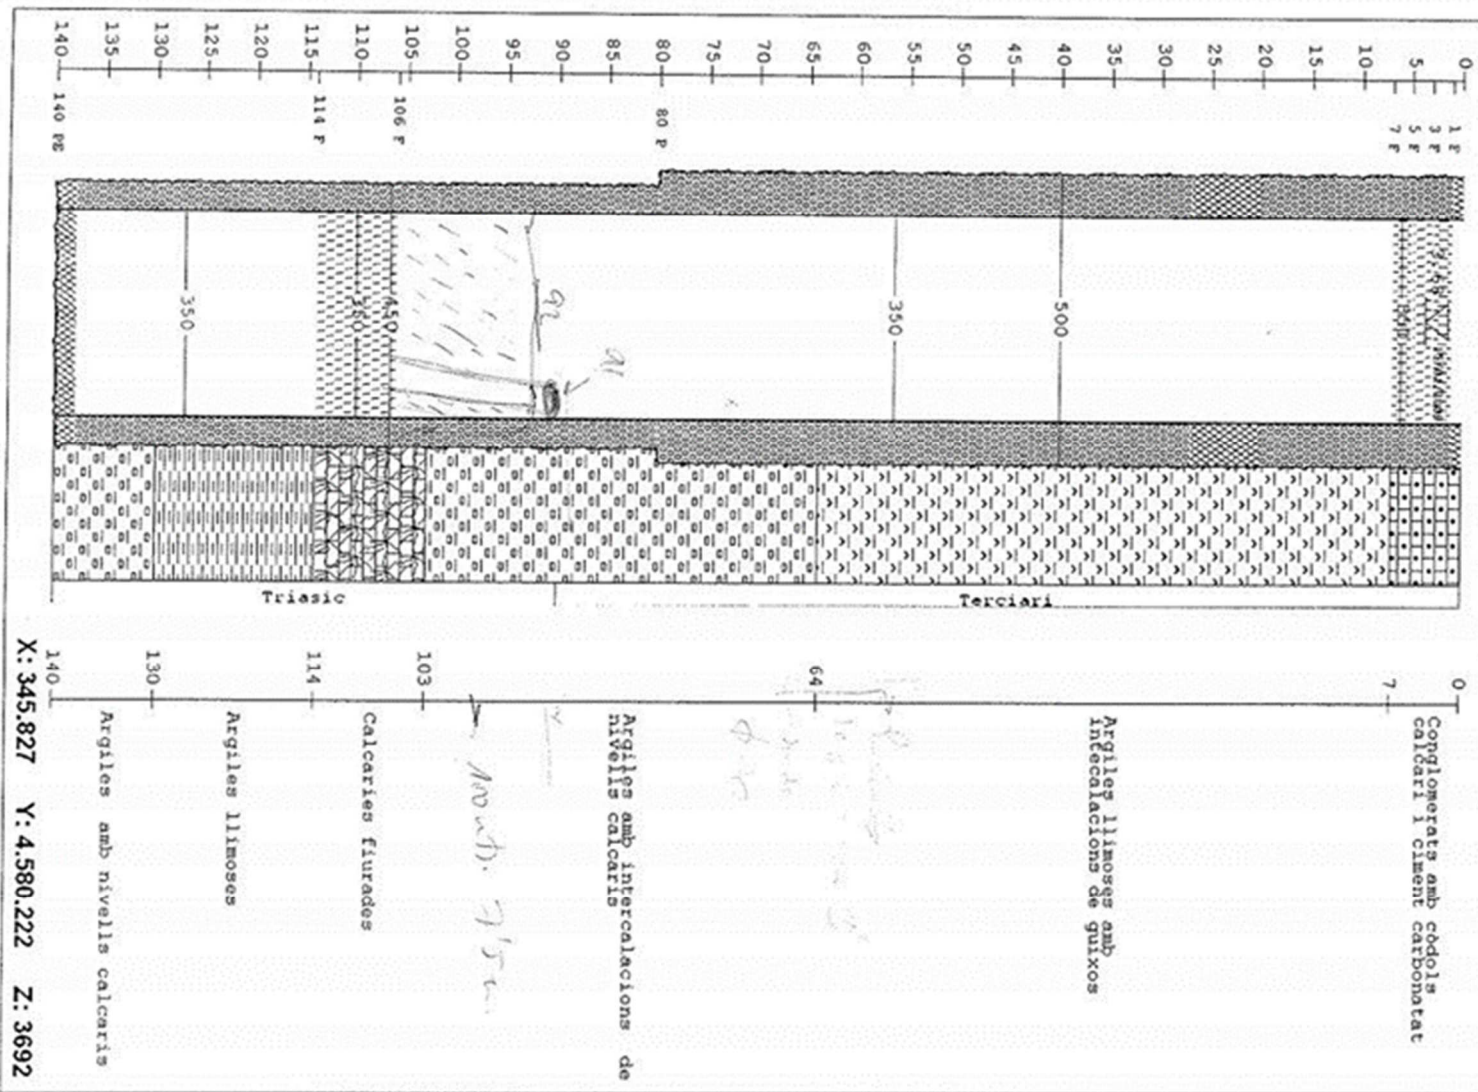 0
5
10
15
20
25
30
35
40
45
50
55
60
65
70
75
80
85
90
95
100
105
110
115
120
125
130
135
140
1 F
3 F
5 F
7 F
80 F
106 F
114 F
140 PE
500
350
450
350
Terciari
Triasic
0
Conglomerats amb còdols
calcari i ciment carbonatat
7
Argiles llimoses amb
intecalacions de guixos
64
Argiles amb intercalacions de
nivells calcaris
103
Calcaries fiurades
114
Argiles llimoses
130
Argiles amb nivells calcaris
140
X: 345.827 Y: 4.580.222 Z: 3692